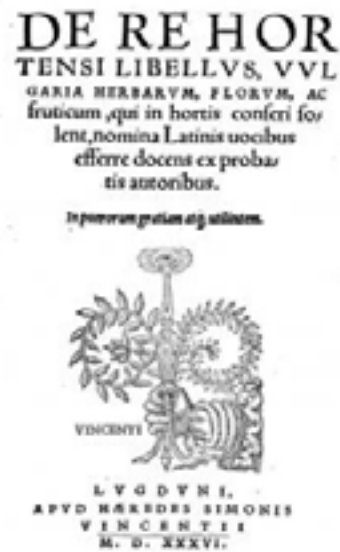 DE RE HOR
TENSI LIBELLVS, VVL
GARIA HERBARVM, FLORVM, AC
fruticum, qui in hortis conseri so-
lent, nomina Latinis uocibus
efferre docens ex proba-
tis autoribus.
In puerorum gratiam atq; utilitatem.
VINCENTI
LVGDVNI,
APVD HÆREDES SIMONIS
VINCENTII
M. D. XXXVI.